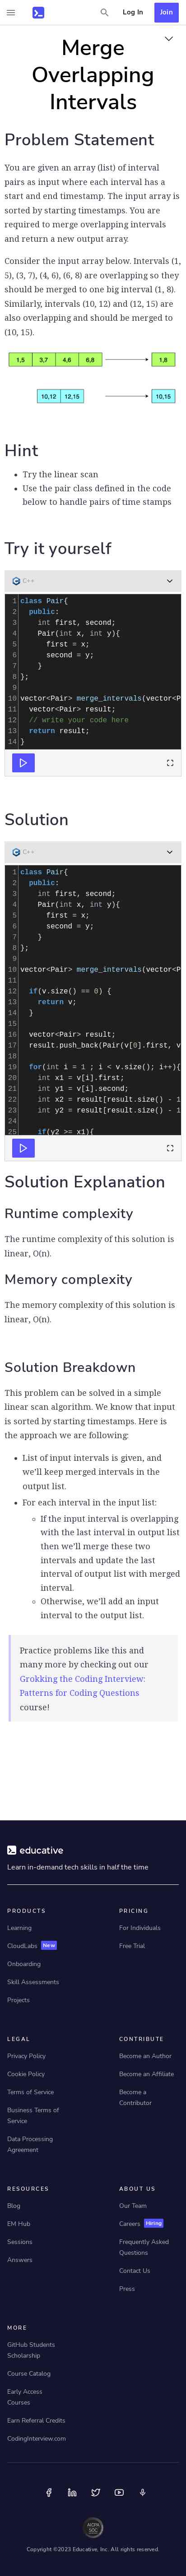 Log In
Join
Merge
Overlapping
Intervals
Problem Statement
You are given an array (list) of interval
pairs as input where each interval has a
start and end timestamp. The input array is
sorted by starting timestamps. You are
required to merge overlapping intervals
and return a new output array.
Consider the input array below. Intervals (1,
5), (3, 7), (4, 6), (6, 8) are overlapping so they
should be merged to one big interval (1, 8).
Similarly, intervals (10, 12) and (12, 15) are
also overlapping and should be merged to
(10, 15).
1,5 3,7 4,6 6,8 1,8
10,12 12,15 10,15
Hint
• Try the linear scan
• Use the pair class defined in the code
below to handle pairs of time stamps
Try it yourself
C++
1 class Pair{
2 public:
3 int first, second;
4 Pair(int x, int y){
5 first = x;
6 second = y;
7 }
8 };
9
10 vector<Pair> merge_intervals(vector<P
11 vector<Pair> result;
12 // write your code here
13 return result;
14 }
Solution
C++
1 class Pair{
2 public:
3 int first, second;
4 Pair(int x, int y){
5 first = x;
6 second = y;
7 }
8 };
9
10 vector<Pair> merge_intervals(vector<P
11
12 if(v.size() == 0) {
13 return v;
14 }
15
16 vector<Pair> result;
17 result.push_back(Pair(v[0].first, v
18
19 for(int i = 1 ; i < v.size(); i++){
20 int x1 = v[i].first;
21 int y1 = v[i].second;
22 int x2 = result[result.size() - 1
23 int y2 = result[result.size() - 1
24
25 if(y2 >= x1){
Solution Explanation
Runtime complexity
The runtime complexity of this solution is
linear, O(n).
Memory complexity
The memory complexity of this solution is
linear, O(n).
Solution Breakdown
This problem can be solved in a simple
linear scan algorithm. We know that input
is sorted by starting timestamps. Here is
the approach we are following:
• List of input intervals is given, and
we’ll keep merged intervals in the
output list.
• For each interval in the input list:
◦ If the input interval is overlapping
with the last interval in output list
then we’ll merge these two
intervals and update the last
interval of output list with merged
interval.
◦ Otherwise, we’ll add an input
interval to the output list.
Practice problems like this and
many more by checking out our
Grokking the Coding Interview:
Patterns for Coding Questions
course!
educative
Learn in-demand tech skills in half the time
PRODUCTS
Learning
CloudLabs New
Onboarding
Skill Assessments
Projects
PRICING
For Individuals
Free Trial
LEGAL
Privacy Policy
Cookie Policy
Terms of Service
Business Terms of
Service
Data Processing
Agreement
CONTRIBUTE
Become an Author
Become an Affiliate
Become a
Contributor
RESOURCES
Blog
EM Hub
Sessions
Answers
ABOUT US
Our Team
Careers Hiring
Frequently Asked
Questions
Contact Us
Press
MORE
GitHub Students
Scholarship
Course Catalog
Early Access
Courses
Earn Referral Credits
CodingInterview.com
AICPA
SOC
Copyright ©2023 Educative, Inc. All rights reserved.